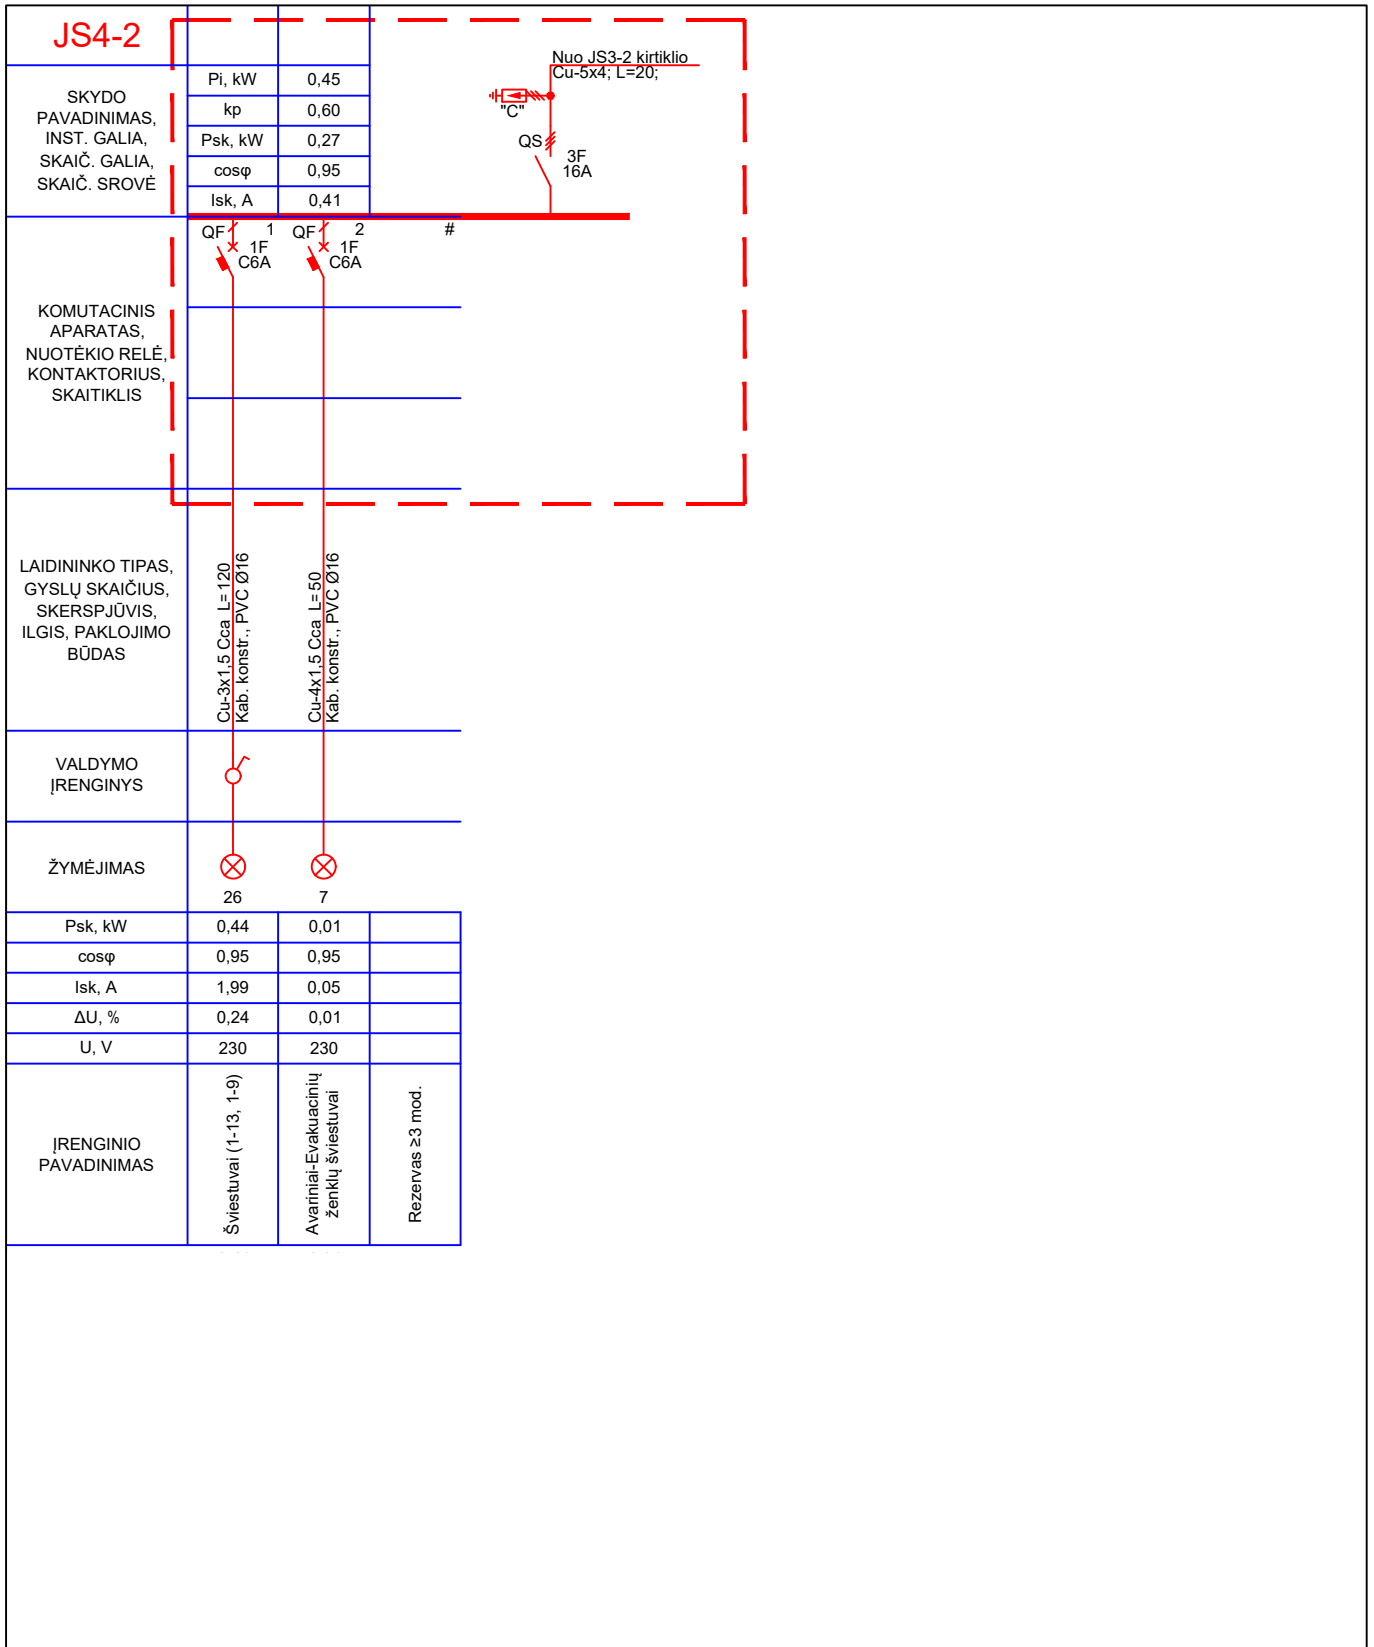 JS4-2
SKYDO
PAVADINIMAS,
INST. GALIA,
SKAIČ. GALIA,
SKAIČ. SROVĖ
Pi, kW 0,45
kp 0,60
Psk, kW 0,27
cosφ 0,95
Isk, A 0,41
Nuo JS3-2 kirtiklio
Cu-5x4; L=20;
"C"
QS
3F
16A
QF 1
1F
C6A
QF 2
1F
C6A
#
KOMUTACINIS
APARATAS,
NUOTĖKIO RELĖ,
KONTAKTORIUS,
SKAITIKLIS
LAIDININKO TIPAS,
GYSLŲ SKAIČIUS,
SKERSPJŪVIS,
ILGIS, PAKLOJIMO
BŪDAS
Cu-3x1,5 Cca L=120
Kab. konstr., PVC Ø16
Cu-4x1,5 Cca L=50
Kab. konstr., PVC Ø16
VALDYMO
ĮRENGINYS
ŽYMĖJIMAS
26 7
Psk, kW 0,44 0,01
cosφ 0,95 0,95
Isk, A 1,99 0,05
ΔU, % 0,24 0,01
U, V 230 230
ĮRENGINIO
PAVADINIMAS
Šviestuvai (1-13, 1-9)
Avariniai-Evakuacinių
ženklų šviestuvai
Rezervas ≥3 mod.